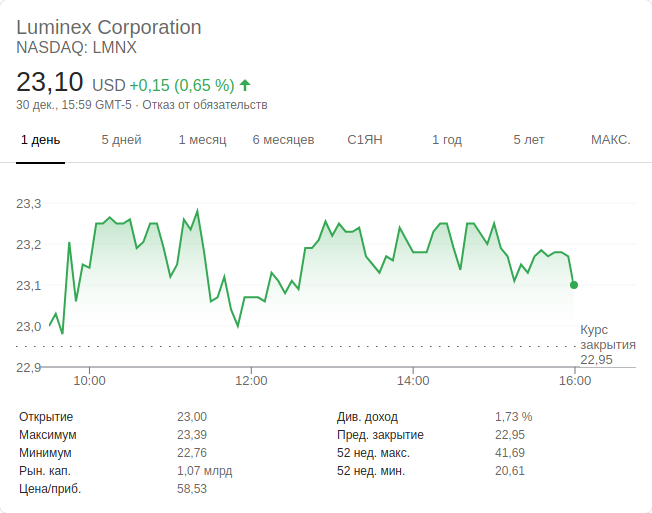 Luminex Corporation
NASDAQ: LMNX
23,10 USD +0,15 (0,65 %)
30 дек., 15:59 GMT-5 · Отказ от обязательств
1 день 5 дней 1 месяц 6 месяцев С1ЯН 1 год 5 лет МАКС.
23,3
23,2
23,1
23,0
22,9
Курс
закрытия
22,95
10:00 12:00 14:00 16:00
Открытие 23,00 Див. доход 1,73 %
Максимум 23,39 Пред. закрытие 22,95
Минимум 22,76 52 нед. макс. 41,69
Рын. кап. 1,07 млрд 52 нед. мин. 20,61
Цена/приб. 58,53